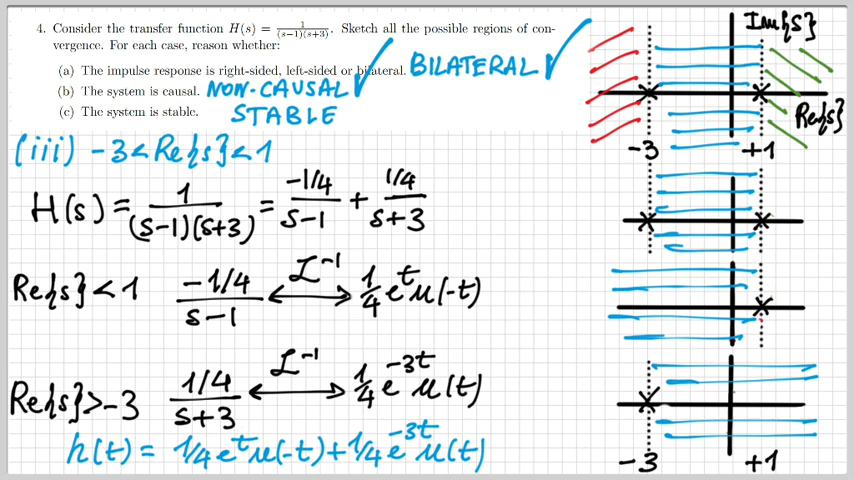 4. Consider the transfer function H(s) = 1/((s−1)(s+3)). Sketch all the possible regions of con-
vergence. For each case, reason whether:
(a) The impulse response is right-sided, left-sided or bilateral. BILATERAL ✓
(b) The system is causal. NON-CAUSAL ✓
(c) The system is stable. STABLE
(iii) -3 < Re{s} < 1
H(s) = 1/((s-1)(s+3)) = (-1/4)/(s-1) + (1/4)/(s+3)
Re{s} < 1 (-1/4)/(s-1) ⟷ L⁻¹ 1/4 e^t u(-t)
Re{s} > -3 (1/4)/(s+3) ⟷ L⁻¹ 1/4 e^-3t u(t)
h(t) = 1/4 e^t u(-t) + 1/4 e^-3t u(t)
Im{s}
Re{s}
-3 +1
-3 +1